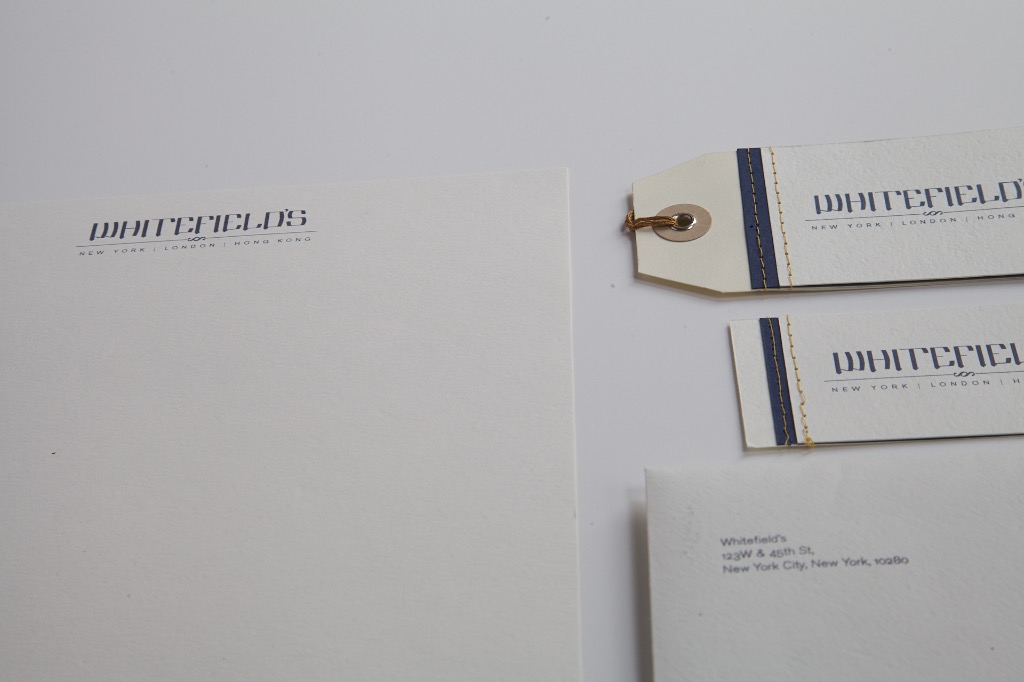 WHITEFIELD'S
NEW YORK | LONDON | HONG KONG
WHITEFIELD'S
NEW YORK | LONDON | HONG
WHITEFIEL
NEW YORK | LONDON | H
Whitefield's
123W & 45th St,
New York City, New York, 10280